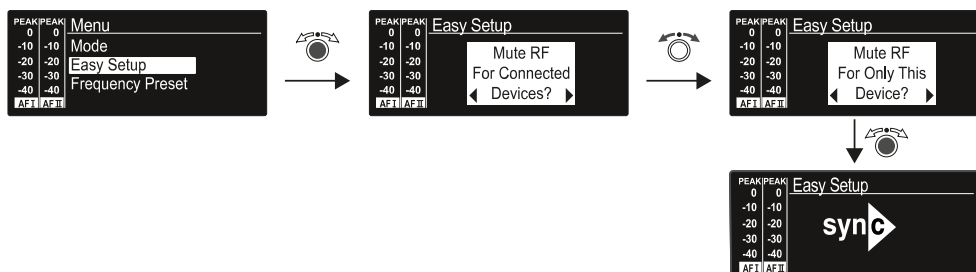 PEAK PEAK Menu
0 0
-10 -10 Mode
-20 -20 Easy Setup
-30 -30 Frequency Preset
-40 -40
AF I AF II
PEAK PEAK Easy Setup
0 0
-10 -10 Mute RF
-20 -20 For Connected
-30 -30 Devices?
-40 -40
AF I AF II
PEAK PEAK Easy Setup
0 0
-10 -10 Mute RF
-20 -20 For Only This
-30 -30 Device?
-40 -40
AF I AF II
PEAK PEAK Easy Setup
0 0
-10 -10
-20 -20 sync
-30 -30
-40 -40
AF I AF II